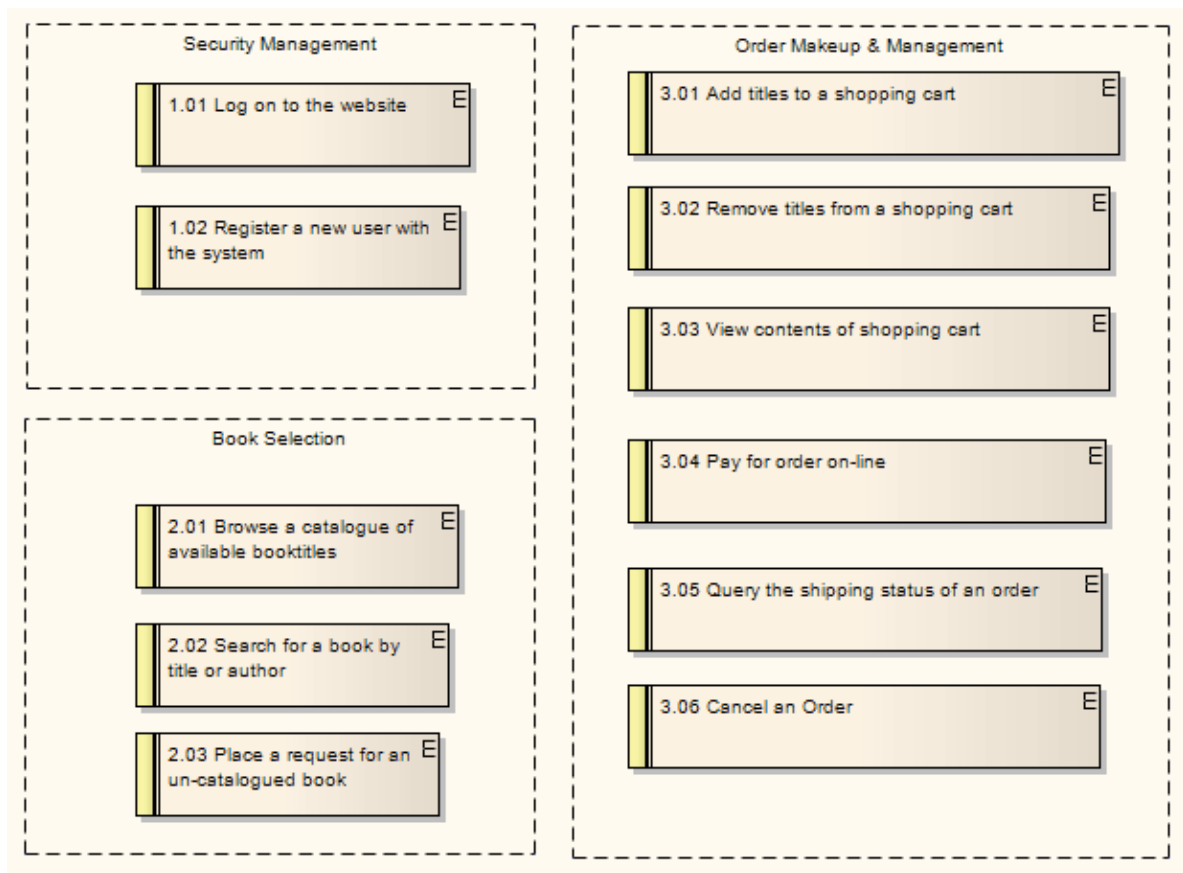 Security Management
1.01 Log on to the website
E
1.02 Register a new user with
the system
E
Book Selection
2.01 Browse a catalogue of
available booktitles
E
2.02 Search for a book by
title or author
E
2.03 Place a request for an
un-catalogued book
E
Order Makeup & Management
3.01 Add titles to a shopping cart
E
3.02 Remove titles from a shopping cart
E
3.03 View contents of shopping cart
E
3.04 Pay for order on-line
E
3.05 Query the shipping status of an order
E
3.06 Cancel an Order
E